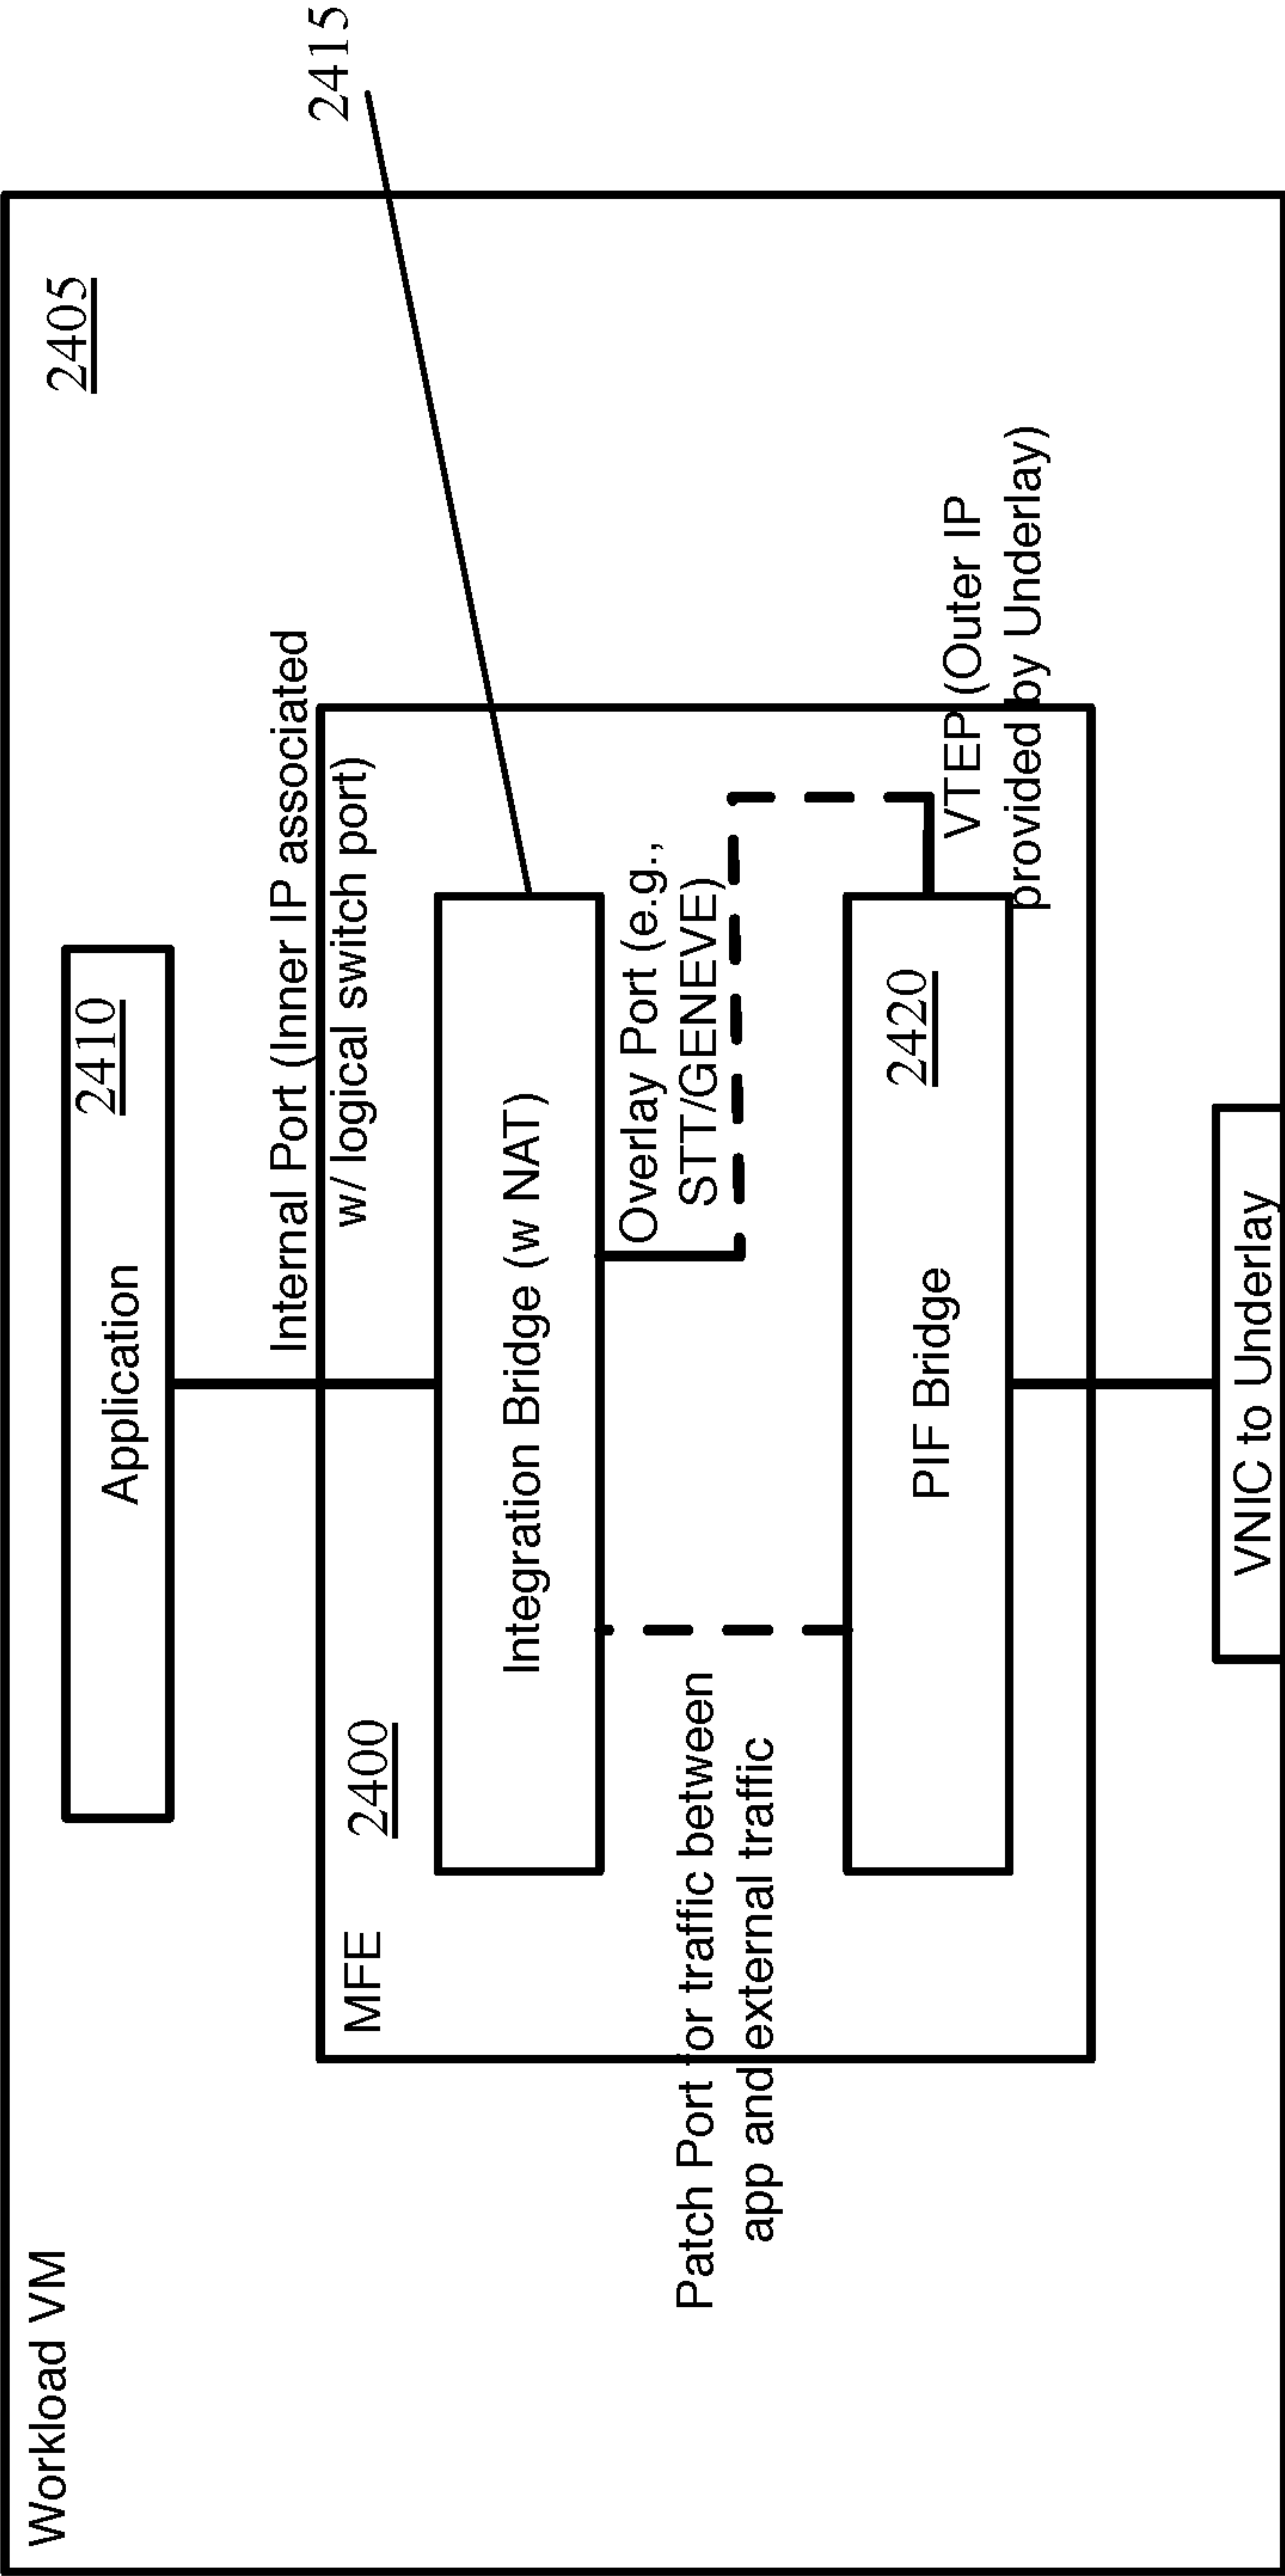 Workload VM
2405
Application
2410
Internal Port (Inner IP associated
w/ logical switch port)
2415
MFE
2400
Integration Bridge (w NAT)
Overlay Port (e.g.,
STT/GENEVE)
Patch Port for traffic between
app and external traffic
PIF Bridge
2420
VTEP (Outer IP
provided by Underlay)
VNIC to Underlay